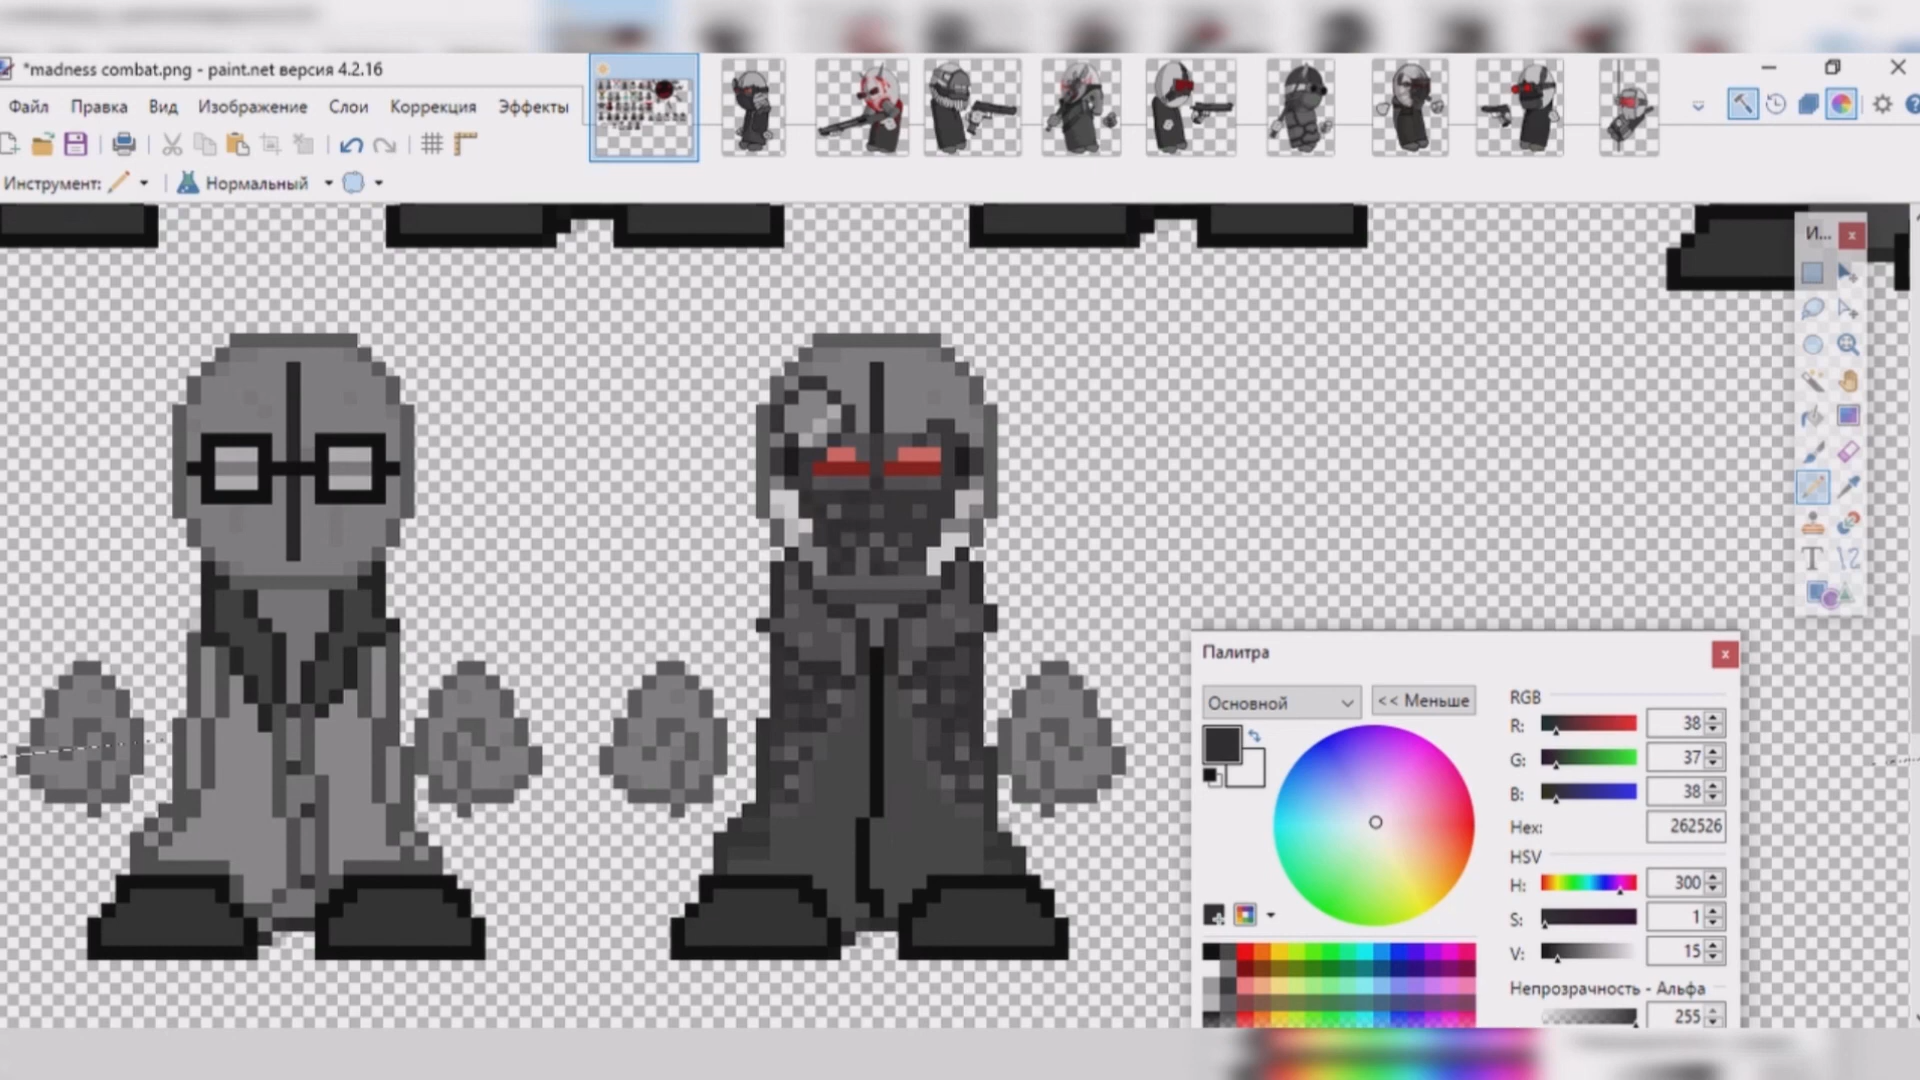 *madness combat.png - paint.net версия 4.2.16
Файл Правка Вид Изображение Слои Коррекция Эффекты
Инструмент: Нормальный
И...
Палитра
Основной << Меньше
RGB
R: 38
G: 37
B: 38
Hex: 262526
HSV
H: 300
S: 1
V: 15
Непрозрачность - Альфа
255